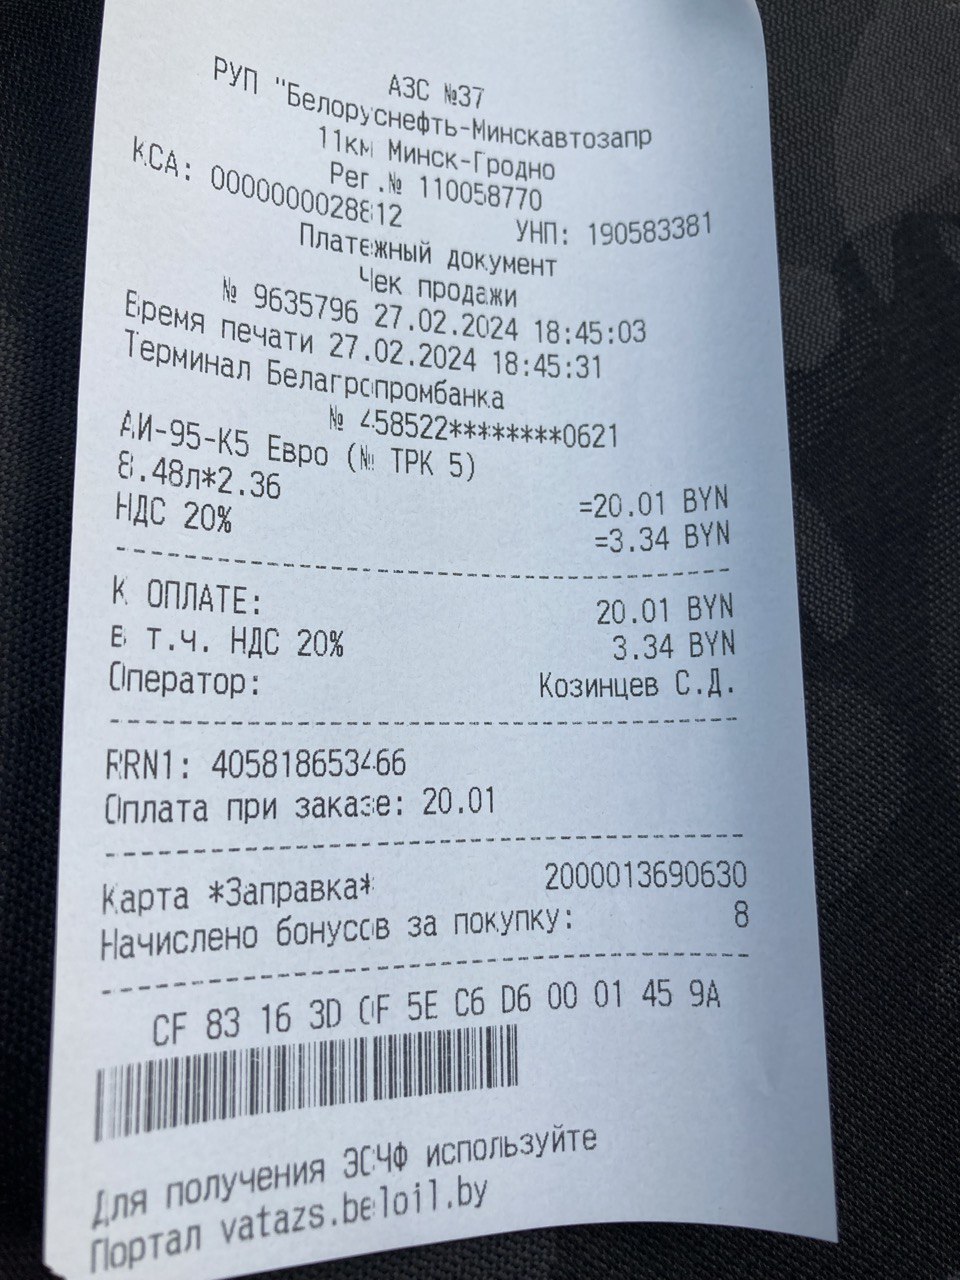 АЗС №37
РУП "Белоруснефть-Минскавтозапр
11км Минск-Гродно
Рег.№ 110058770
КСА: 0000000028812 УНП: 190583381
Платежный документ
Чек продажи
№ 9635796 27.02.2024 18:45:03
Время печати 27.02.2024 18:45:31
Терминал Белагропромбанка
№ 458522********0621
АИ-95-К5 Евро (№ ТРК 5)
8.48л*2.36 =20.01 BYN
НДС 20% =3.34 BYN
К ОПЛАТЕ: 20.01 BYN
В т.ч. НДС 20% 3.34 BYN
Оператор: Козинцев С.Д.
RRN1: 405818653466
Оплата при заказе: 20.01
Карта *Заправка* 2000013690630
Начислено бонусов за покупку: 8
CF 83 16 3D 0F 5E C6 D6 00 01 45 9A
Для получения ЭСЧФ используйте
Портал vatazs.beloil.by